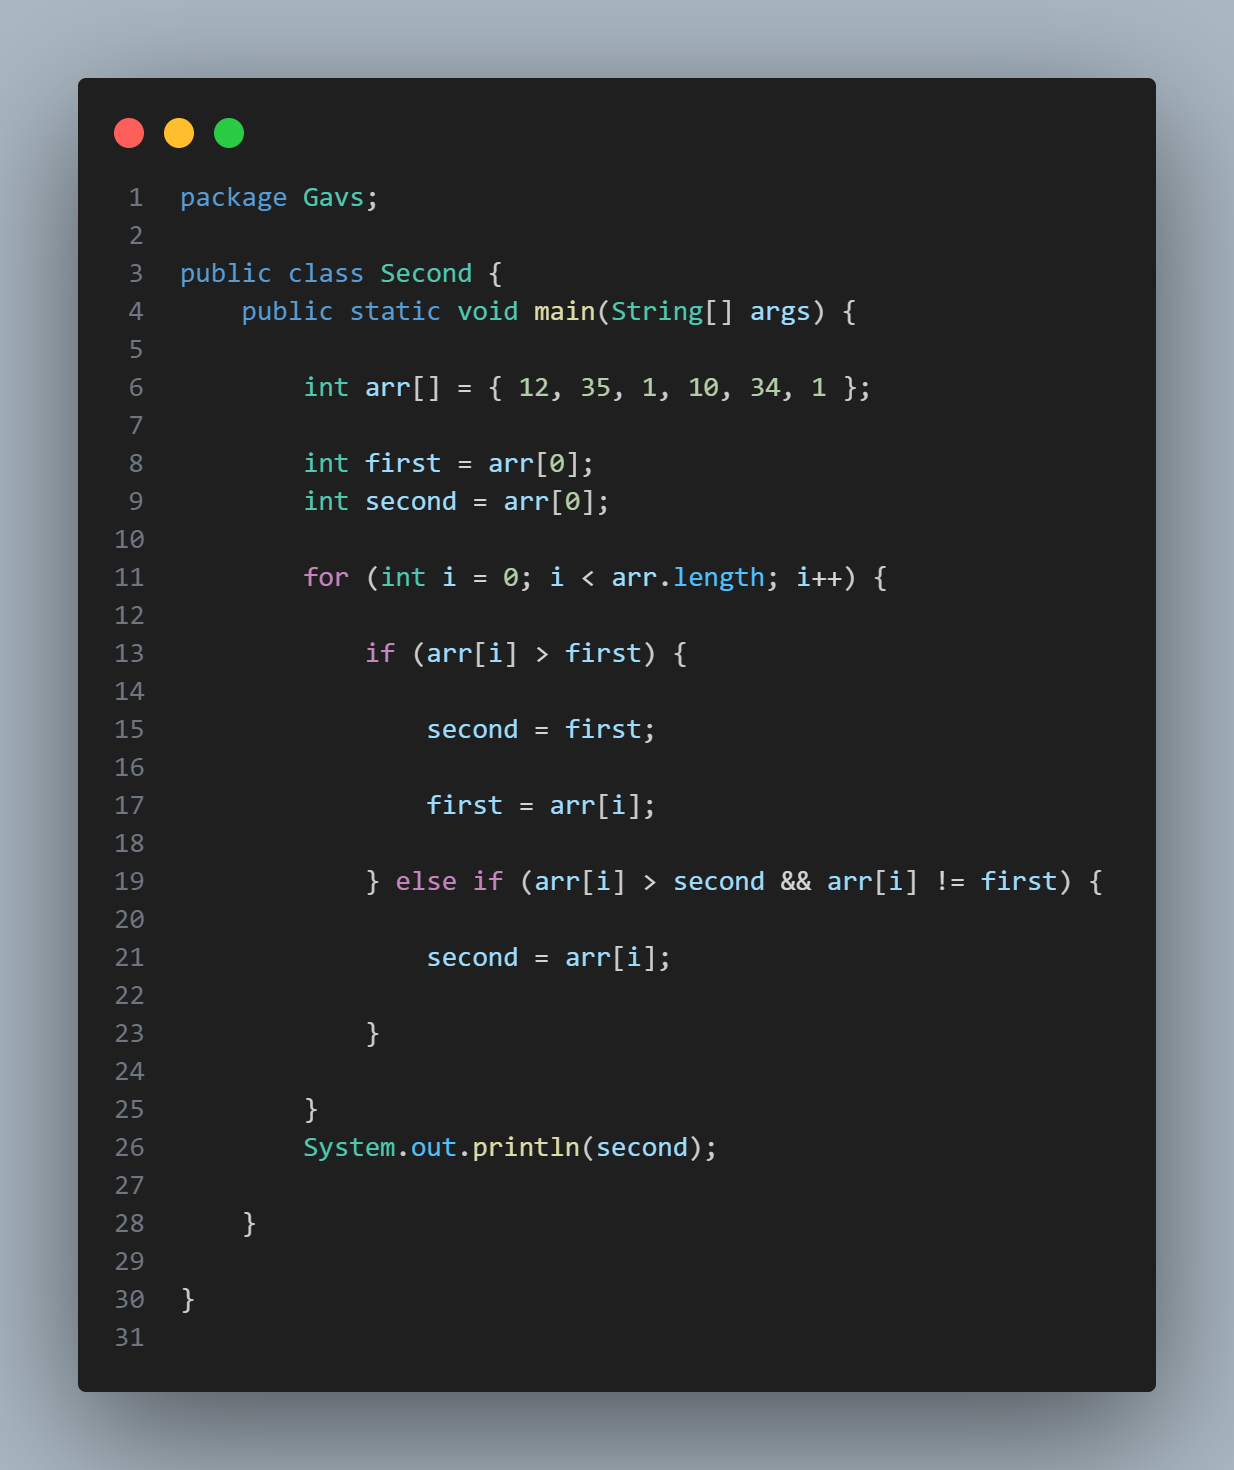 1 package Gavs;
2
3 public class Second {
4     public static void main(String[] args) {
5
6         int arr[] = { 12, 35, 1, 10, 34, 1 };
7
8         int first = arr[0];
9         int second = arr[0];
10
11         for (int i = 0; i < arr.length; i++) {
12
13             if (arr[i] > first) {
14
15                 second = first;
16
17                 first = arr[i];
18
19             } else if (arr[i] > second && arr[i] != first) {
20
21                 second = arr[i];
22
23             }
24
25         }
26         System.out.println(second);
27
28     }
29
30 }
31